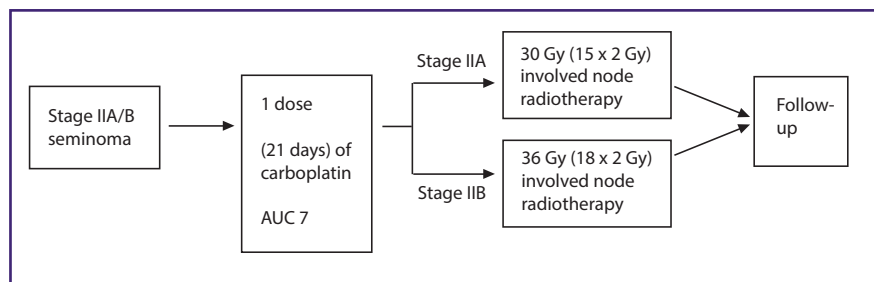 Stage IIA/B
seminoma
1 dose
(21 days) of
carboplatin
AUC 7
Stage IIA
30 Gy (15 x 2 Gy)
involved node
radiotherapy
Stage IIB
36 Gy (18 x 2 Gy)
involved node
radiotherapy
Follow-
up